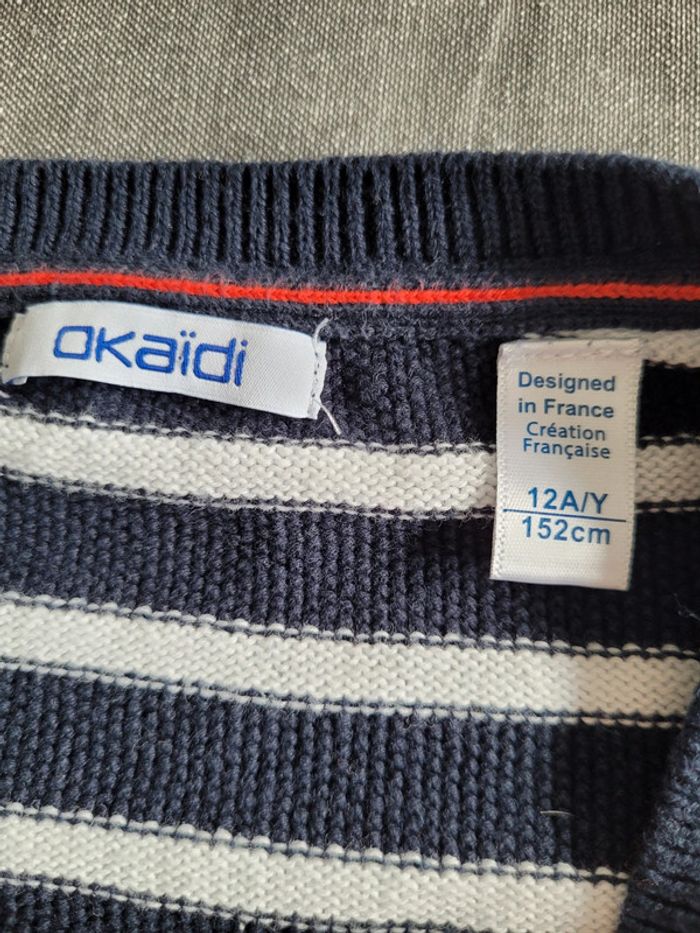 okaïdi
Designed
in France
Création
Française
12A/Y
152cm